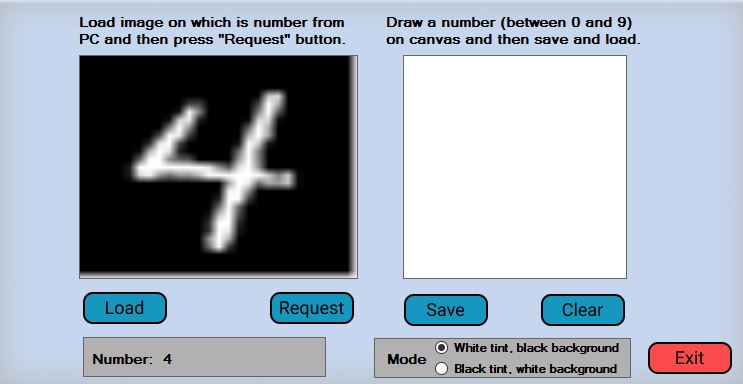 Load image on which is number from
PC and then press "Request" button.
Draw a number (between 0 and 9)
on canvas and then save and load.
4
Load
Request
Save
Clear
Number: 4
Mode
White tint, black background
Black tint, white background
Exit